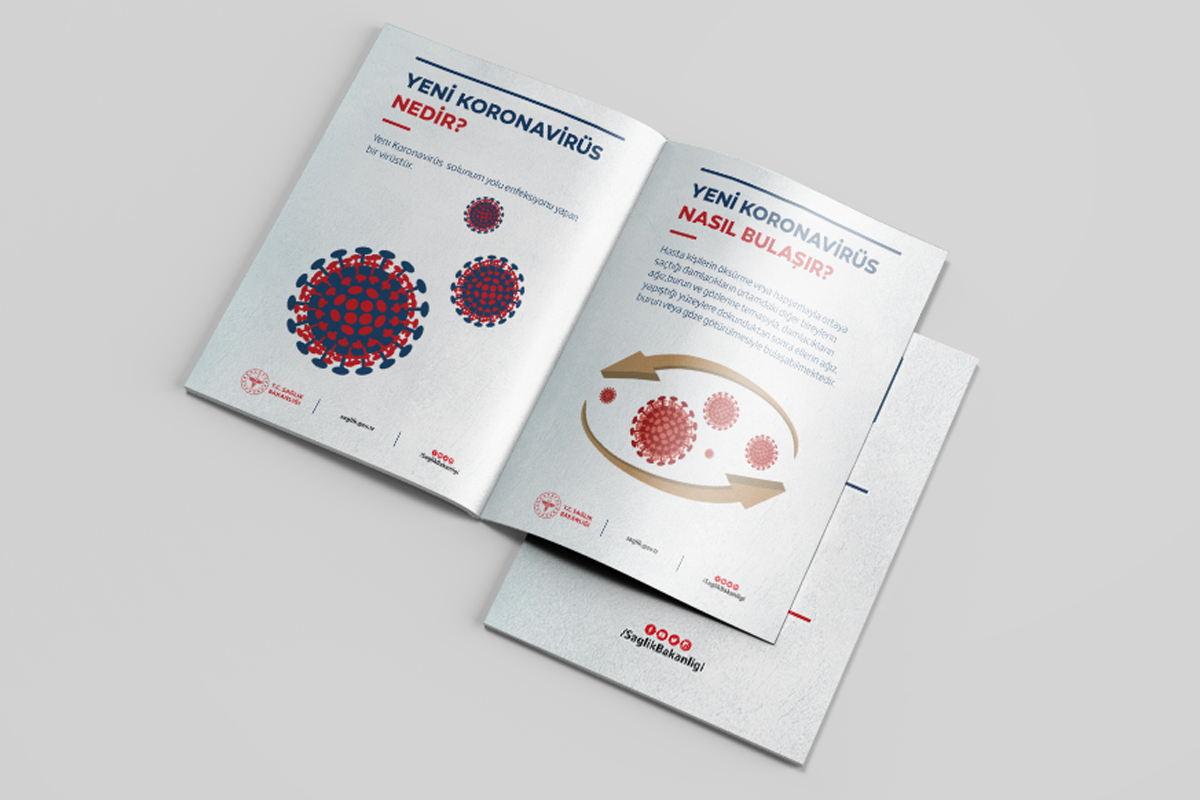 YENİ KORONAVİRÜS
NEDİR?
Yeni Koronavirüs solunum yolu enfeksiyonu yapan
bir virüstür.
T.C. SAĞLIK
BAKANLIĞI
saglik.gov.tr
/SaglikBakanligi
YENİ KORONAVİRÜS
NASIL BULAŞIR?
Hasta kişilerin öksürme veya hapşırmayla ortaya
saçtığı damlacıkların ortamdaki diğer bireylerin
ağız,burun ve gözlerine temasıyla, damlacıkların
yapıştığı yüzeylere dokunduktan sonra ellerin ağız,
burun veya göze götürülmesiyle bulaşabilmektedir.
T.C. SAĞLIK
BAKANLIĞI
saglik.gov.tr
/SaglikBakanligi
/SaglikBakanligi